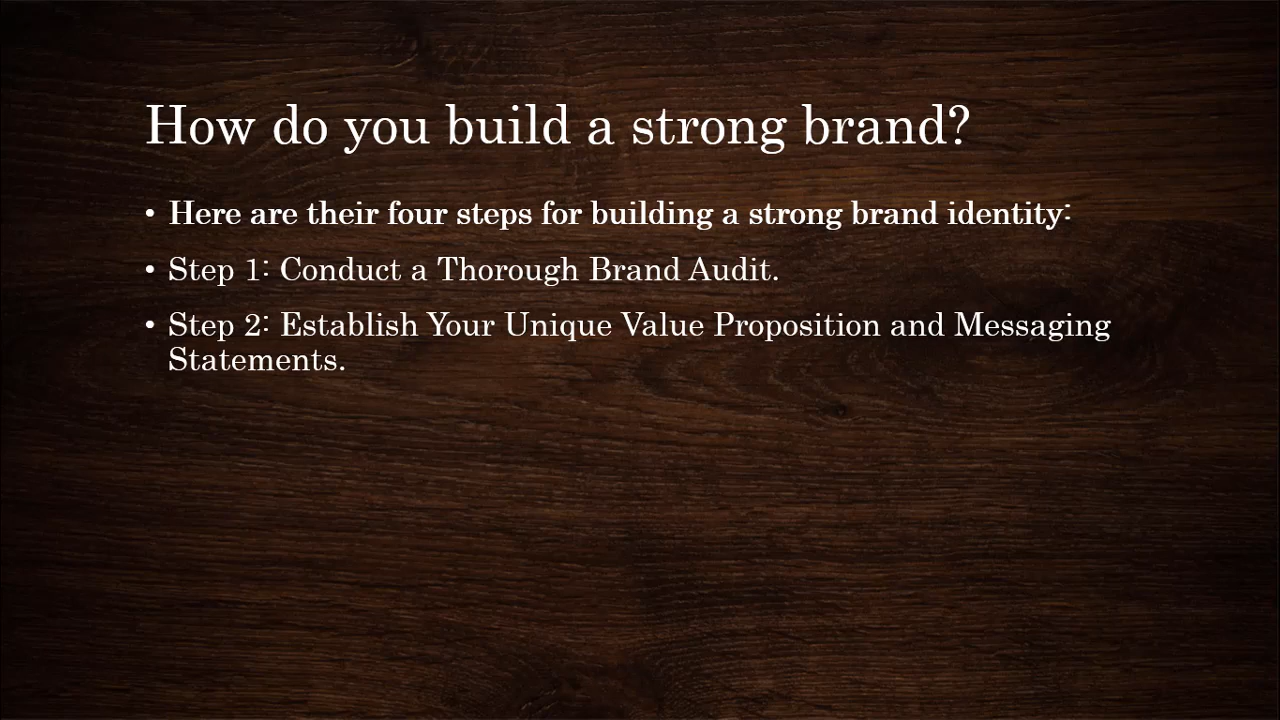 How do you build a strong brand?
• Here are their four steps for building a strong brand identity:
• Step 1: Conduct a Thorough Brand Audit.
• Step 2: Establish Your Unique Value Proposition and Messaging
Statements.